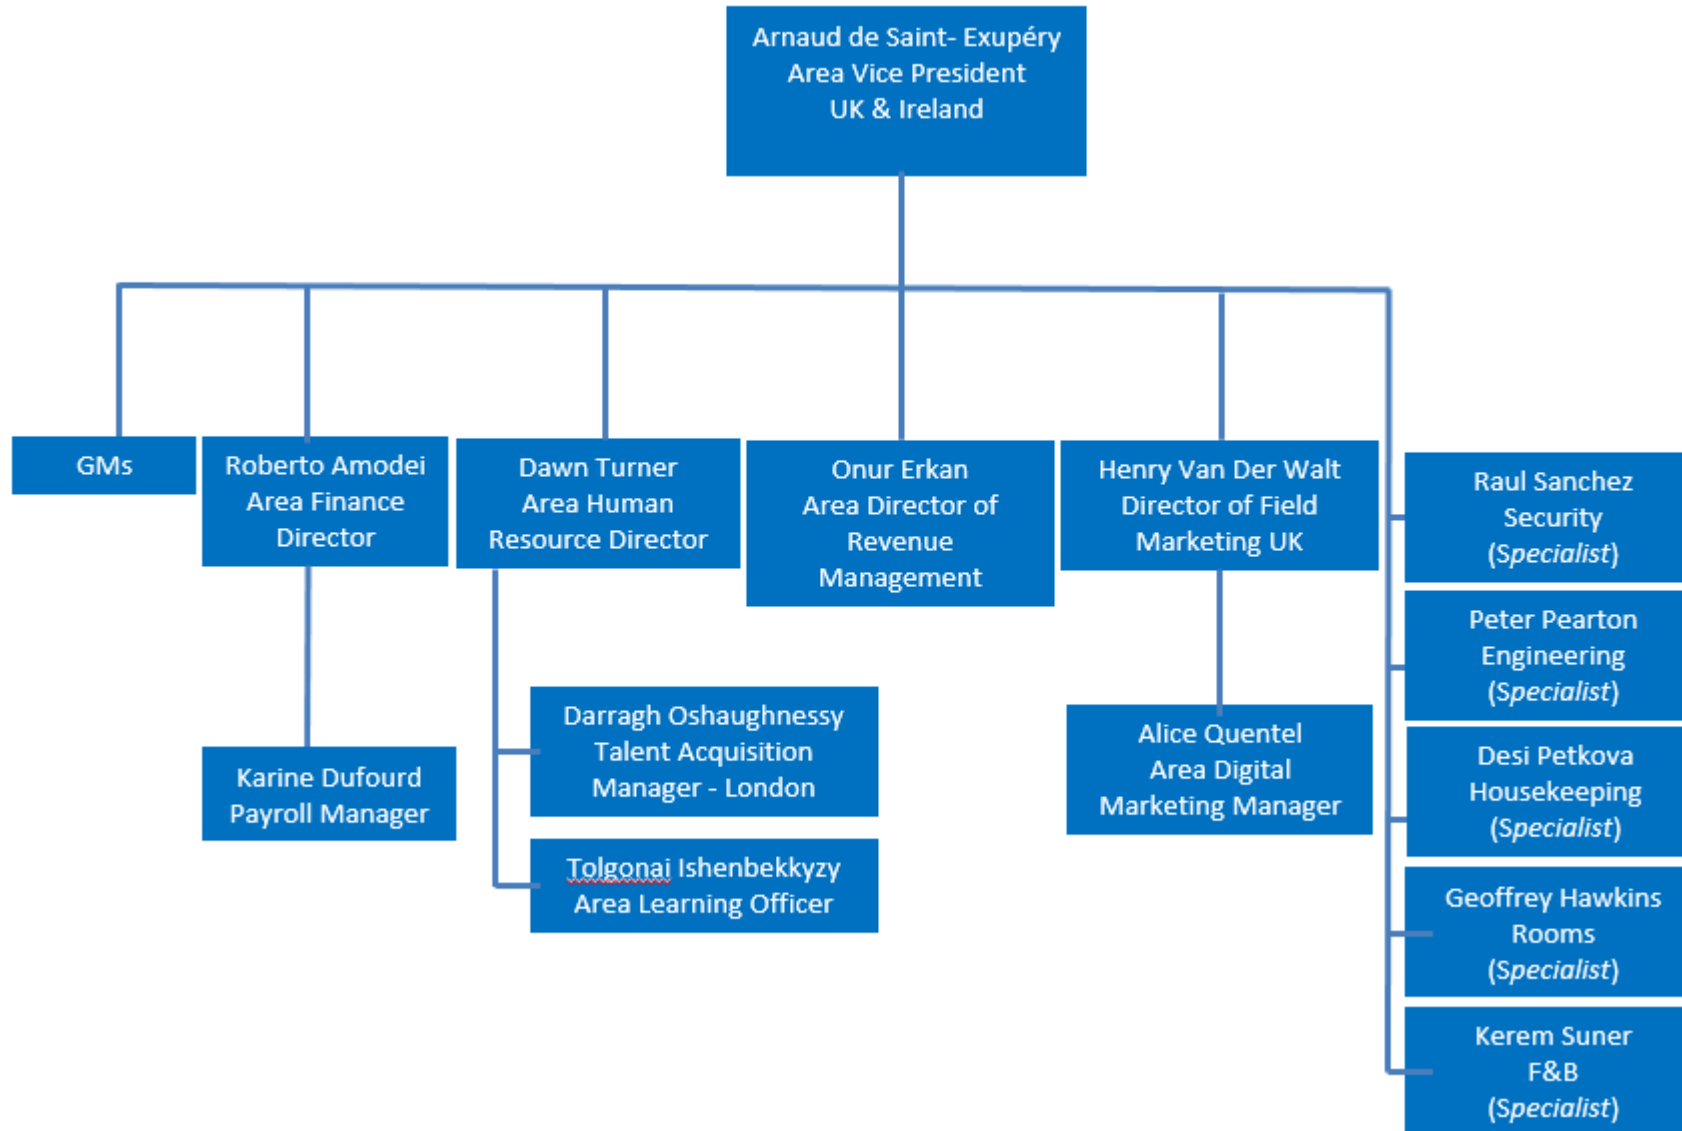 Arnaud de Saint- Exupéry
Area Vice President
UK & Ireland
GMs
Roberto Amodei
Area Finance
Director
Dawn Turner
Area Human
Resource Director
Onur Erkan
Area Director of
Revenue
Management
Henry Van Der Walt
Director of Field
Marketing UK
Raul Sanchez
Security
(Specialist)
Peter Pearton
Engineering
(Specialist)
Desi Petkova
Housekeeping
(Specialist)
Geoffrey Hawkins
Rooms
(Specialist)
Kerem Suner
F&B
(Specialist)
Karine Dufourd
Payroll Manager
Darragh Oshaughnessy
Talent Acquisition
Manager - London
Tolgonai Ishenbekkyzy
Area Learning Officer
Alice Quentel
Area Digital
Marketing Manager